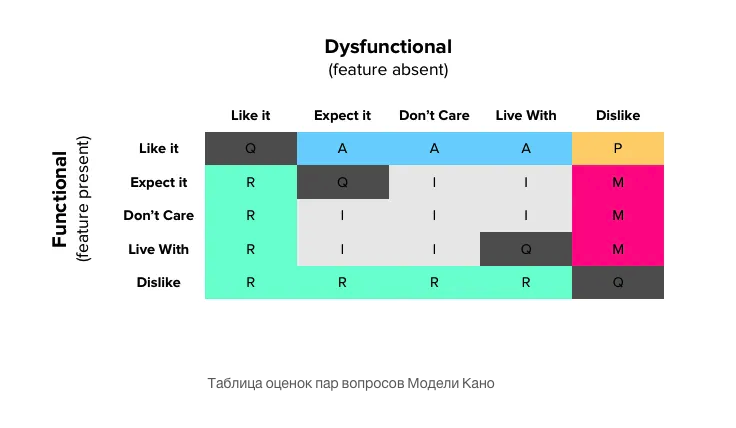 Dysfunctional
(feature absent)
Functional
(feature present)
Like it Expect it Don't Care Live With Dislike
Like it Q A A A P
Expect it R Q I I M
Don't Care R I I I M
Live With R I I Q M
Dislike R R R R Q
Таблица оценок пар вопросов Модели Кано